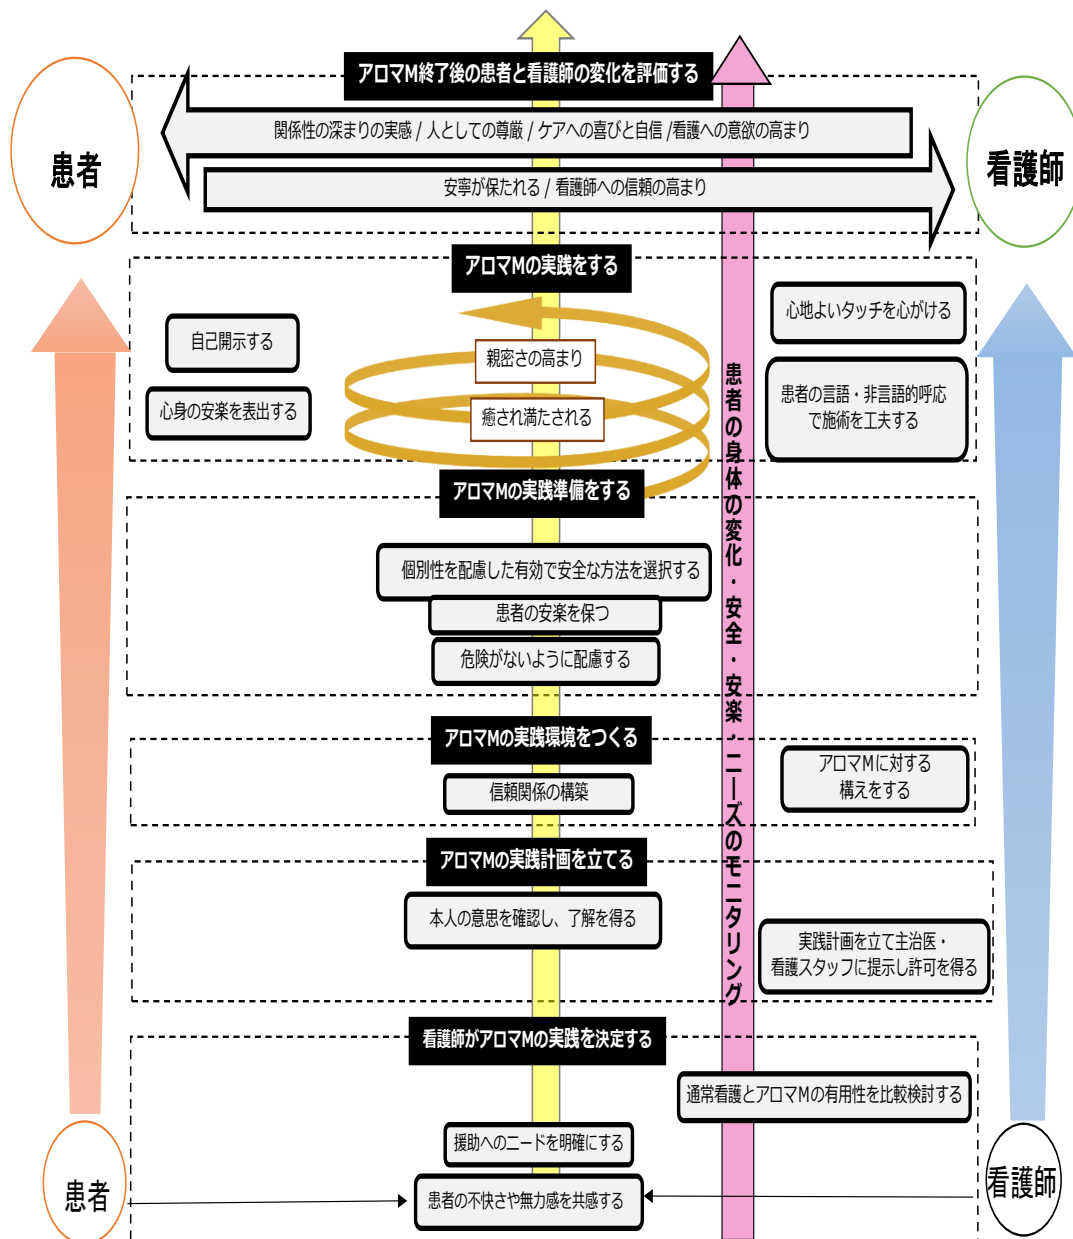 アロマM終了後の患者と看護師の変化を評価する
患者
関係性の深まりの実感 / 人としての尊厳 / ケアへの喜びと自信 /看護への意欲の高まり
安寧が保たれる / 看護師への信頼の高まり
看護師
アロマMの実践をする
自己開示する
心身の安楽を表出する
親密さの高まり
癒され満たされる
心地よいタッチを心がける
患者の言語・非言語的呼応
で施術を工夫する
患者の身体の変化・安全・安楽・ニーズのモニタリング
アロマMの実践準備をする
個別性を配慮した有効で安全な方法を選択する
患者の安楽を保つ
危険がないように配慮する
アロマMの実践環境をつくる
信頼関係の構築
アロマMに対する
構えをする
アロマMの実践計画を立てる
本人の意思を確認し、了解を得る
実践計画を立て主治医・
看護スタッフに提示し許可を得る
看護師がアロマMの実践を決定する
通常看護とアロマMの有用性を比較検討する
援助へのニードを明確にする
患者の不快さや無力感を共感する
患者
看護師